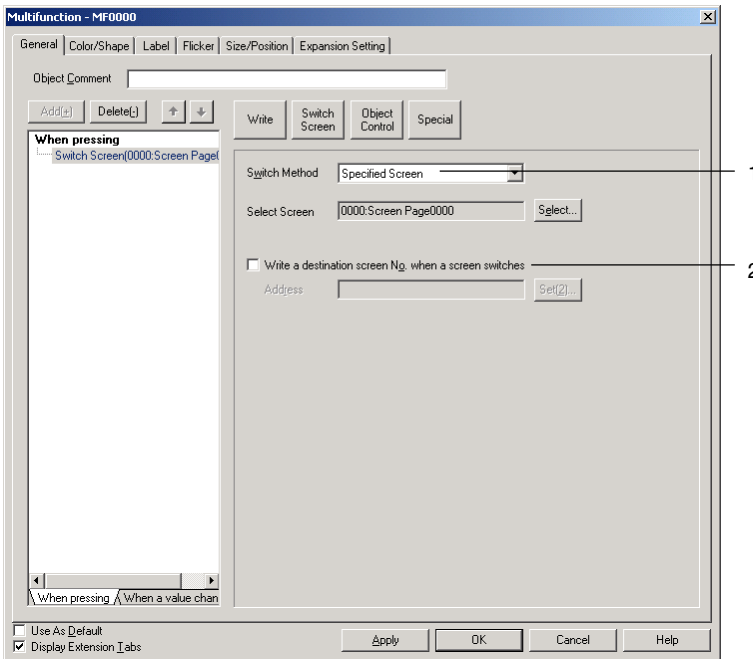 Multifunction - MF0000
General Color/Shape Label Flicker Size/Position Expansion Setting
Object Comment
Add(+) Delete(-)
Write Switch Screen Object Control Special
When pressing
Switch Screen(0000:Screen Page(
Switch Method Specified Screen 1
Select Screen 0000:Screen Page0000 Select...
Write a destination screen No. when a screen switches 2
Address Set(2)...
When pressing When a value chan
Use As Default
Display Extension Tabs
Apply OK Cancel Help